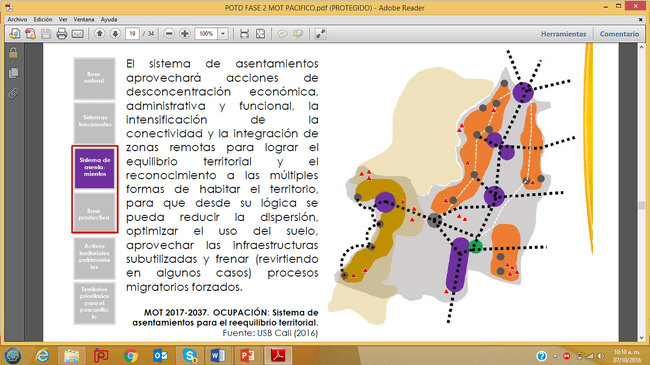 POTD FASE 2 MOT PACIFICO.pdf (PROTEGIDO) - Adobe Reader
Archivo Edición Ver Ventana Ayuda
19 / 34 100%
Herramientas Comentario
Base natural
Sistemas funcionales
Sistema de
asenta-
mientos
Base
productiva
Activos
territoriales
patrimonia
les
Territorios
prioritarios
para el
posconflic
to
El sistema de asentamientos
aprovechará acciones de
desconcentración económica,
administrativa y funcional, la
intensificación de la
conectividad y la integración de
zonas remotas para lograr el
equilibrio territorial y el
reconocimiento a las múltiples
formas de habitar el territorio,
para que desde su lógica se
pueda reducir la dispersión,
optimizar el uso del suelo,
aprovechar las infraestructuras
subutilizadas y frenar (revirtiendo
en algunos casos) procesos
migratorios forzados.
MOT 2017-2037. OCUPACIÓN: Sistema de
asentamientos para el reequilibrio territorial.
Fuente: USB Cali (2016)
10:10 a. m.
07/10/2016